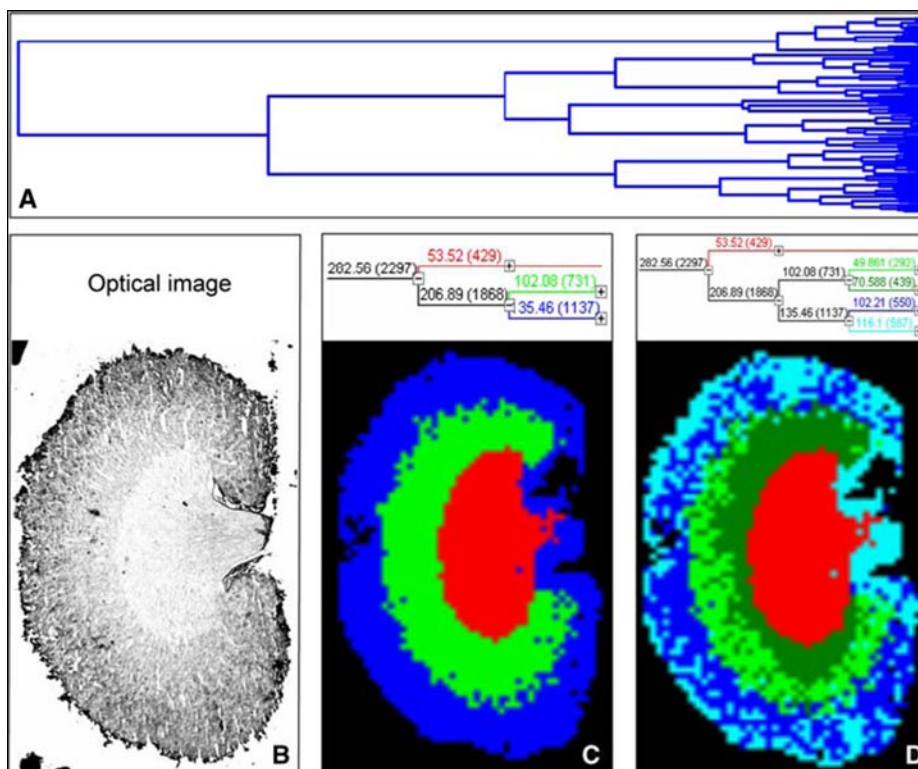 A
Optical image
B
53.52 (429)
282.56 (2297)
102.08 (731)
206.89 (1868)
135.46 (1137)
C
53.52 (429)
282.56 (2297)
49.861 (292)
102.08 (731)
70.588 (439)
206.89 (1868)
102.21 (550)
135.46 (1137)
116.1 (587)
D